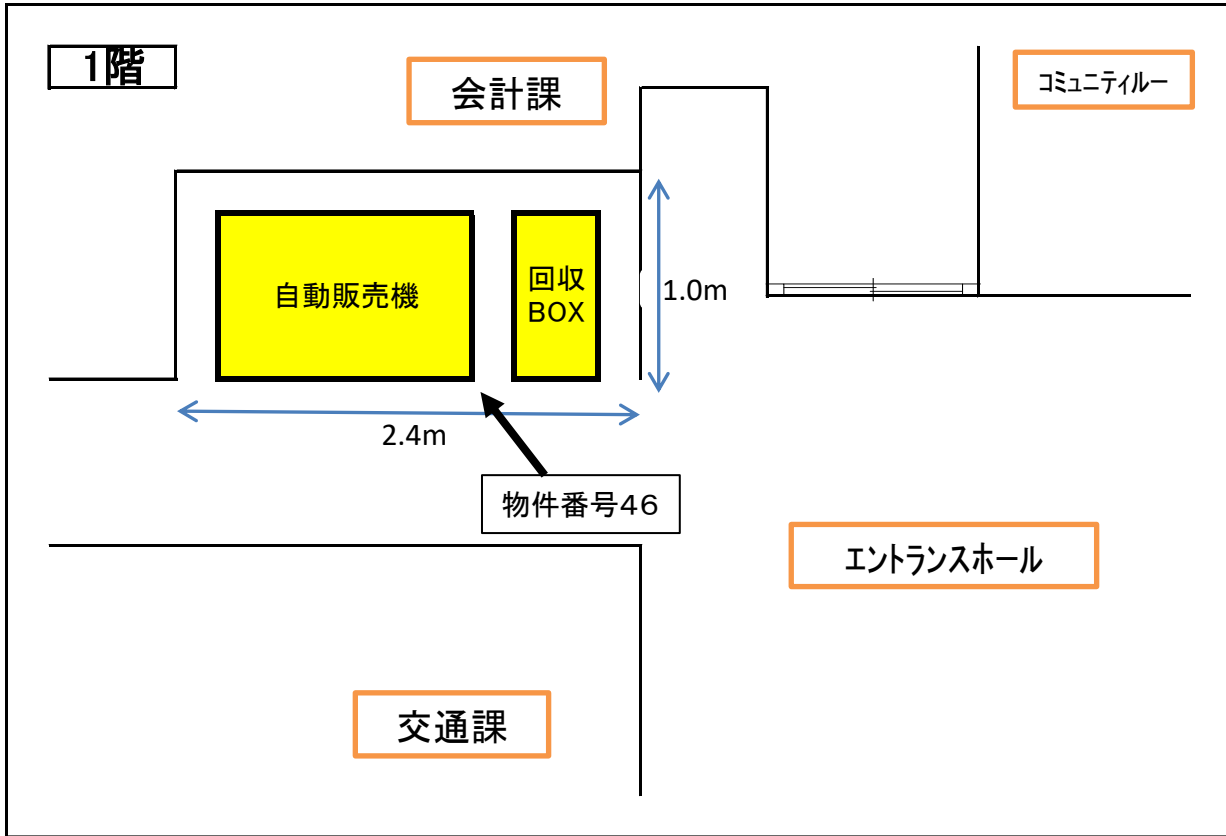 1階
会計課
コミュニティルー
自動販売機
回収
BOX
1.0m
2.4m
物件番号46
エントランスホール
交通課